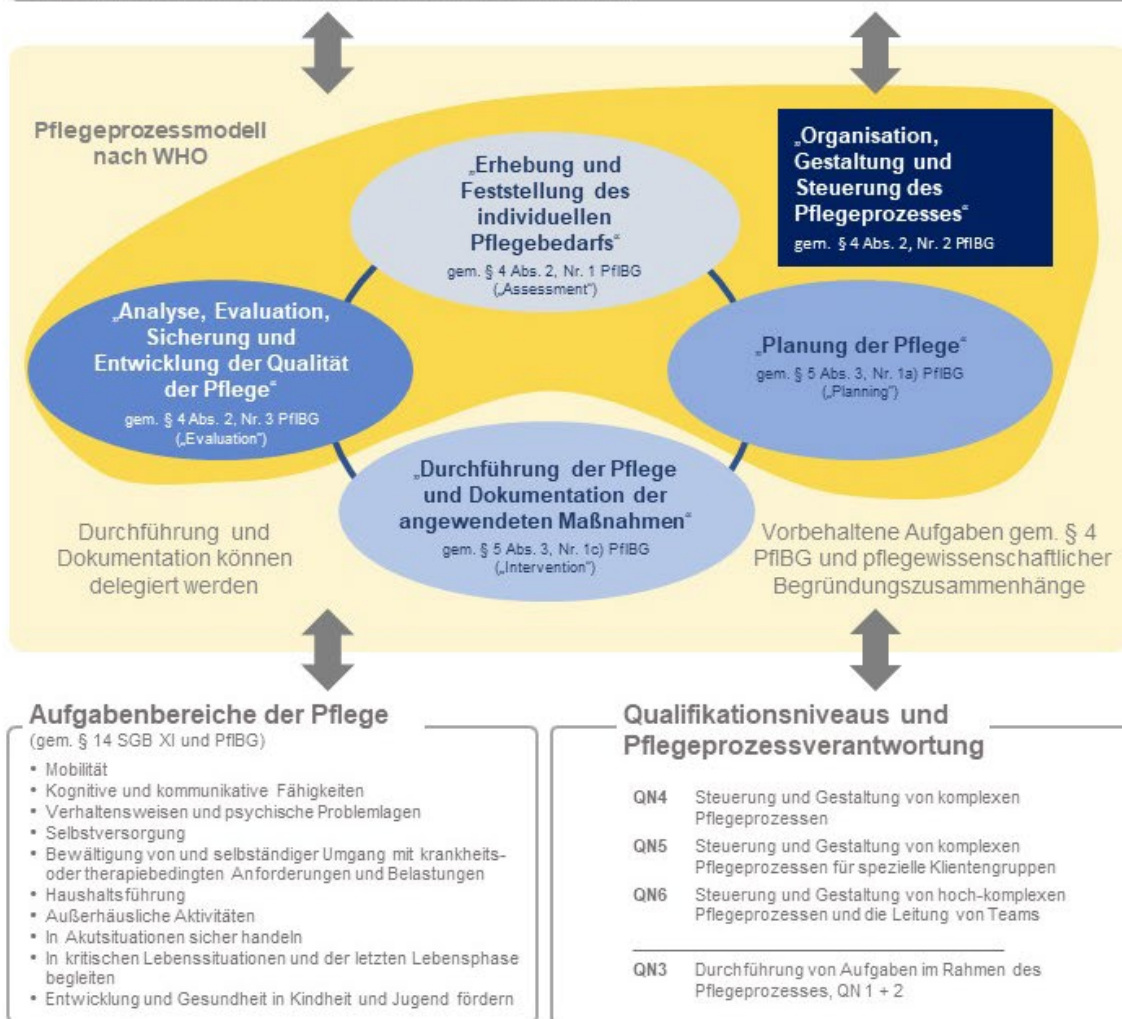 Pflegeprozessmodell
nach WHO
„Erhebung und
Feststellung des
individuellen
Pflegebedarfs“
gem. § 4 Abs. 2, Nr. 1 PflBG
(„Assessment“)
„Organisation,
Gestaltung und
Steuerung des
Pflegeprozesses“
gem. § 4 Abs. 2, Nr. 2 PflBG
„Analyse, Evaluation,
Sicherung und
Entwicklung der Qualität
der Pflege“
gem. § 4 Abs. 2, Nr. 3 PflBG
(„Evaluation“)
„Planung der Pflege“
gem. § 5 Abs. 3, Nr. 1a) PflBG
(„Planning“)
„Durchführung der Pflege
und Dokumentation der
angewendeten Maßnahmen“
gem. § 5 Abs. 3, Nr. 1c) PflBG
(„Intervention“)
Durchführung und
Dokumentation können
delegiert werden
Vorbehaltene Aufgaben gem. § 4
PflBG und pflegewissenschaftlicher
Begründungszusammenhänge
Aufgabenbereiche der Pflege
(gem. § 14 SGB XI und PflBG)
• Mobilität
• Kognitive und kommunikative Fähigkeiten
• Verhaltensweisen und psychische Problemlagen
• Selbstversorgung
• Bewältigung von und selbständiger Umgang mit krankheits-
oder therapiebedingten Anforderungen und Belastungen
• Haushaltsführung
• Außerhäusliche Aktivitäten
• In Akutsituationen sicher handeln
• In kritischen Lebenssituationen und der letzten Lebensphase
begleiten
• Entwicklung und Gesundheit in Kindheit und Jugend fördern
Qualifikationsniveaus und
Pflegeprozessverantwortung
QN4 Steuerung und Gestaltung von komplexen
Pflegeprozessen
QN5 Steuerung und Gestaltung von komplexen
Pflegeprozessen für spezielle Klientengruppen
QN6 Steuerung und Gestaltung von hoch-komplexen
Pflegeprozessen und die Leitung von Teams
QN3 Durchführung von Aufgaben im Rahmen des
Pflegeprozesses, QN 1 + 2